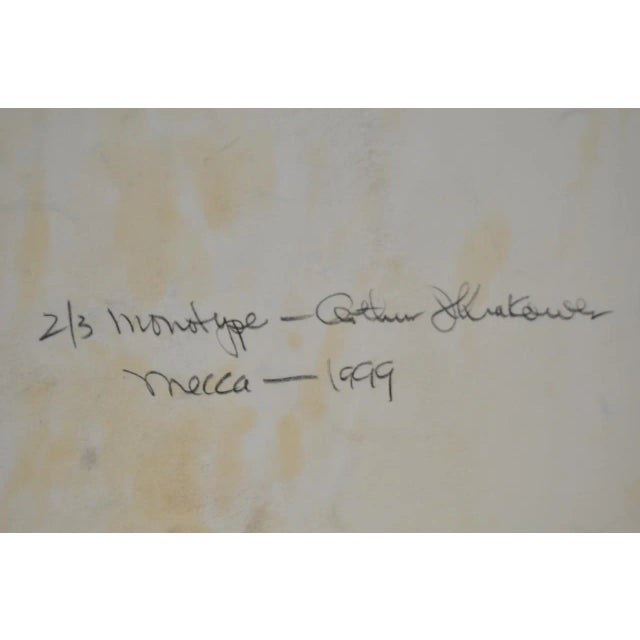 2/3 Monotype — Arthur J Krakower
Mecca — 1999